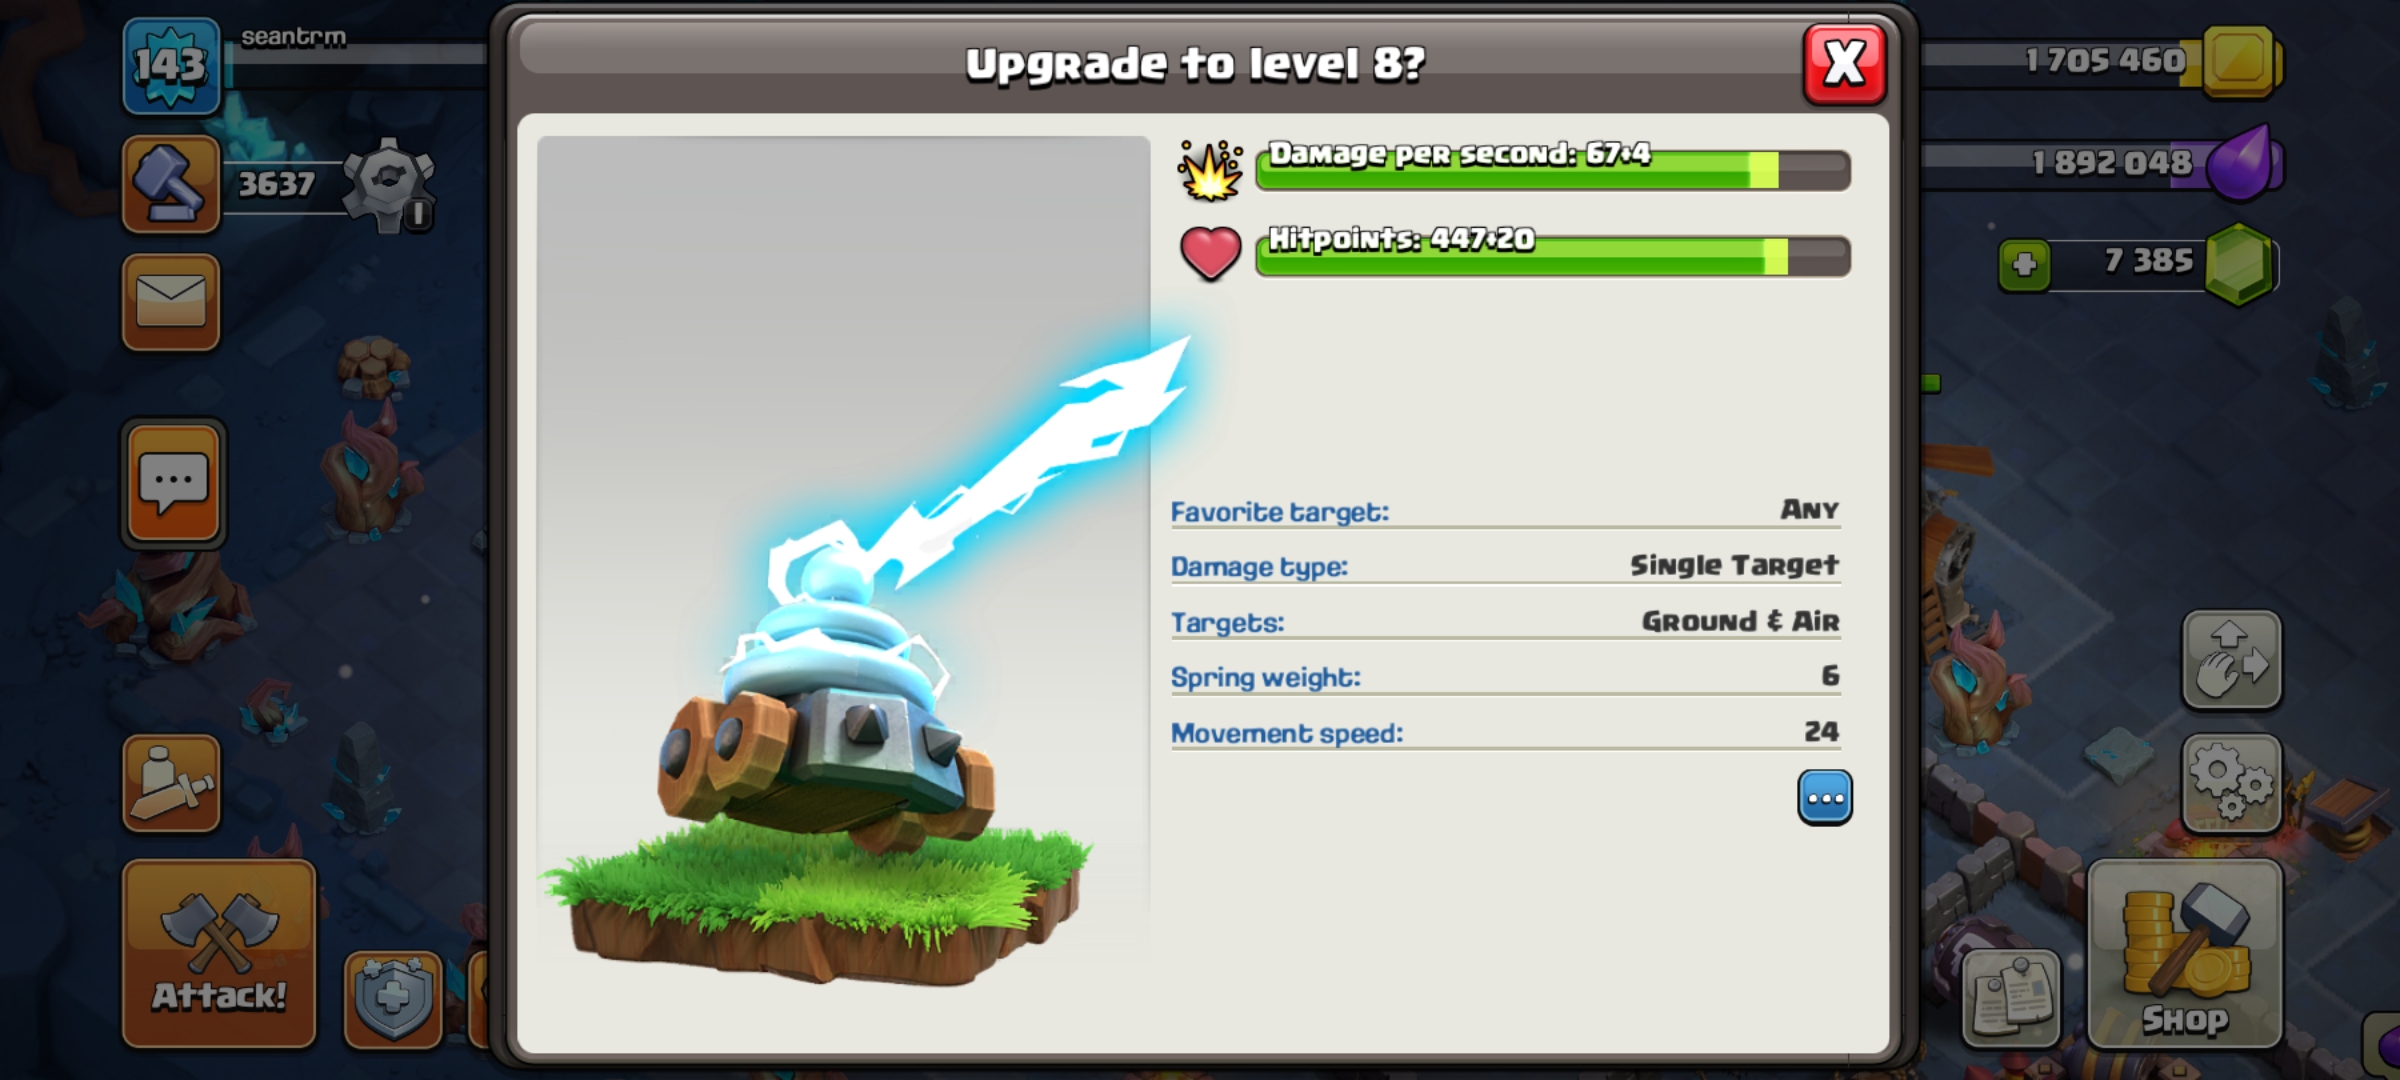 143
seantrm
Upgrade to level 8?
X
1 705 460
3637
Damage per second: 67+4
1 892 048
Hitpoints: 447+20
7 385
Favorite target: Any
Damage type: Single Target
Targets: Ground & Air
Spring weight: 6
Movement speed: 24
Attack!
Shop